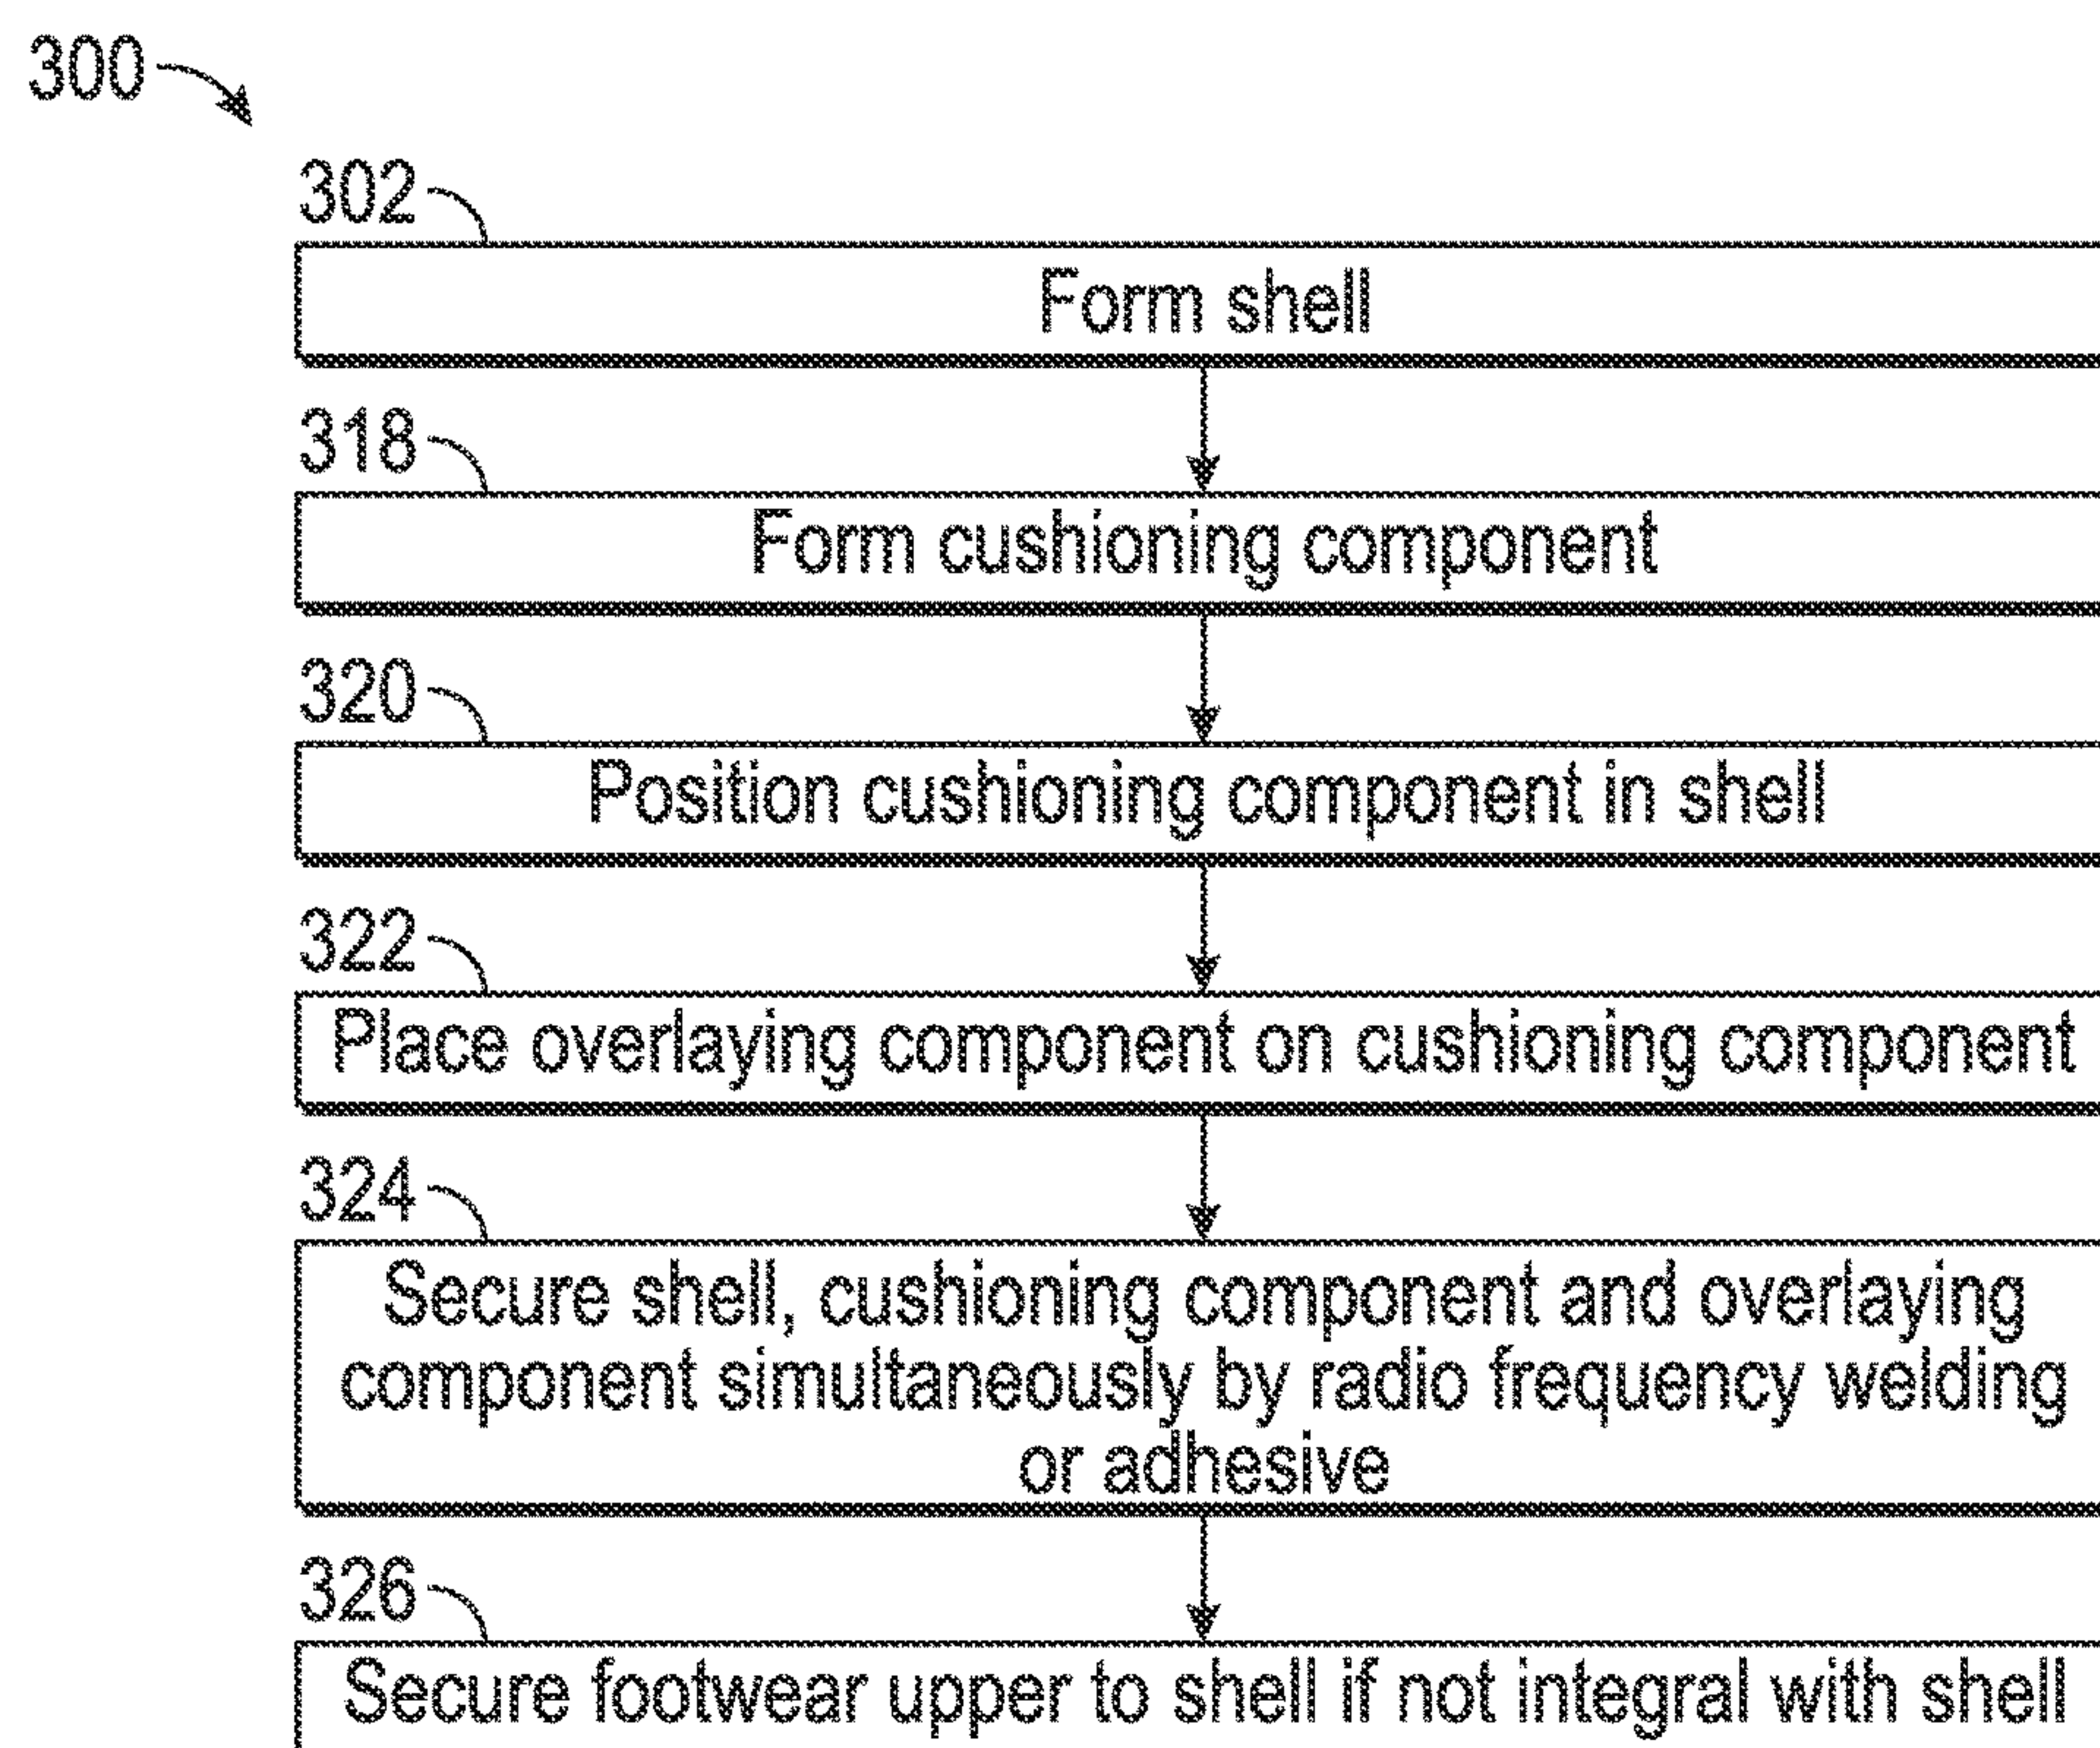 300
302
Form shell
318
Form cushioning component
320
Position cushioning component in shell
322
Place overlaying component on cushioning component
324
Secure shell, cushioning component and overlaying
component simultaneously by radio frequency welding
or adhesive
326
Secure footwear upper to shell if not integral with shell